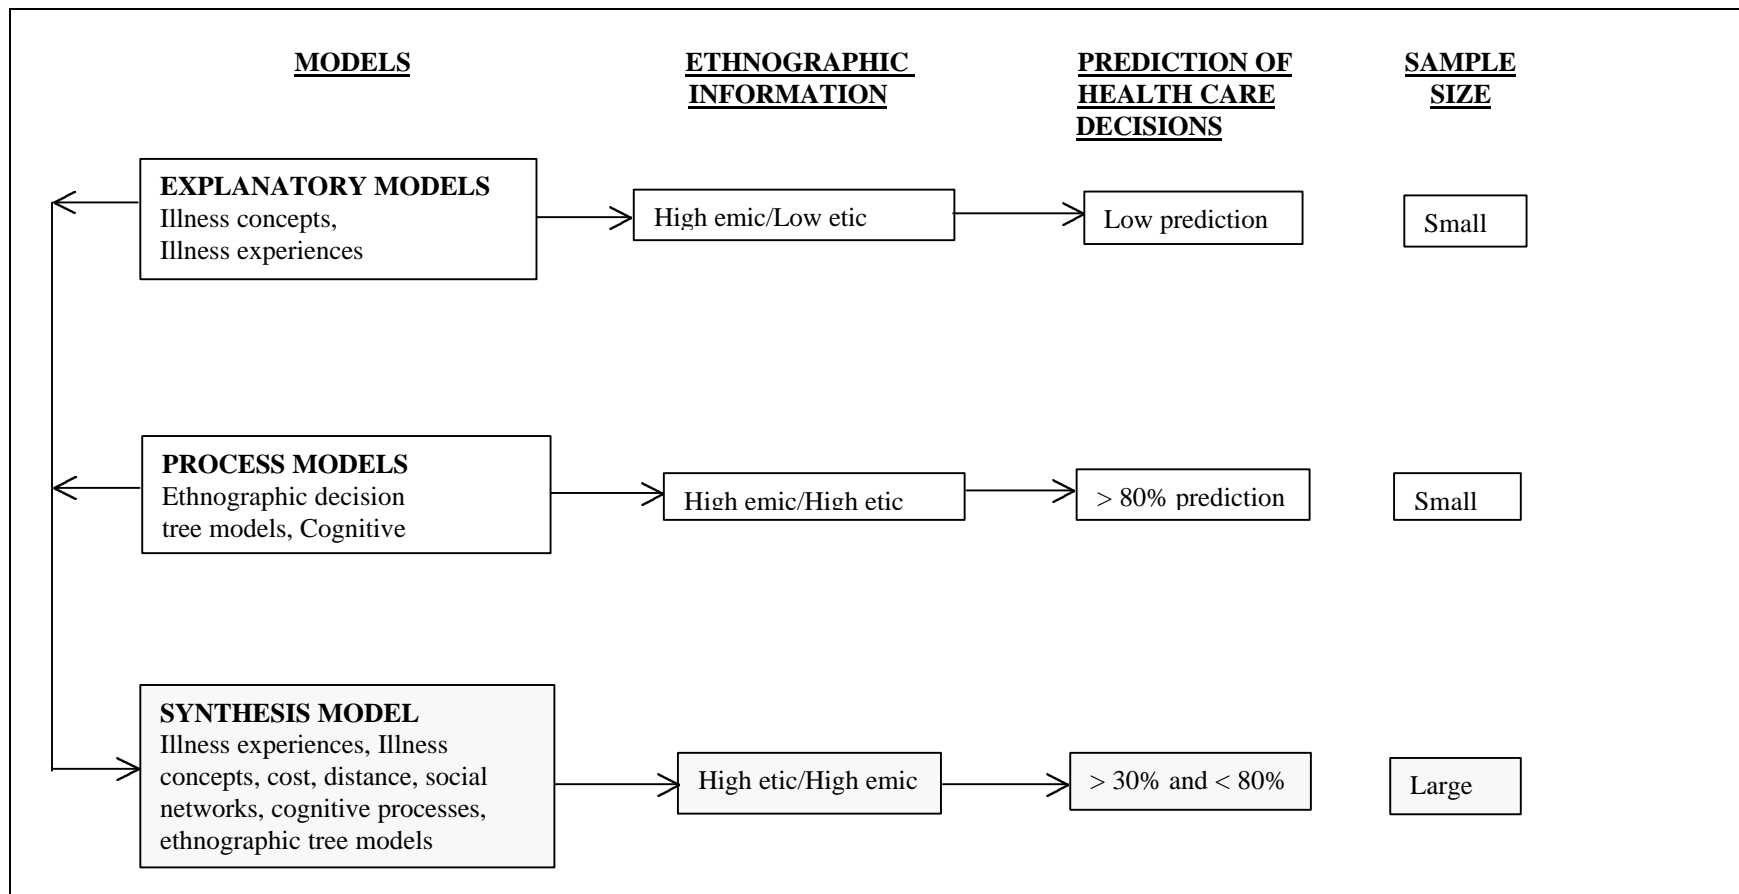 MODELS
ETHNOGRAPHIC
INFORMATION
PREDICTION OF
HEALTH CARE
DECISIONS
SAMPLE
SIZE
EXPLANATORY MODELS
Illness concepts,
Illness experiences
High emic/Low etic
Low prediction
Small
PROCESS MODELS
Ethnographic decision
tree models, Cognitive
High emic/High etic
> 80% prediction
Small
SYNTHESIS MODEL
Illness experiences, Illness
concepts, cost, distance, social
networks, cognitive processes,
ethnographic tree models
High etic/High emic
> 30% and < 80%
Large